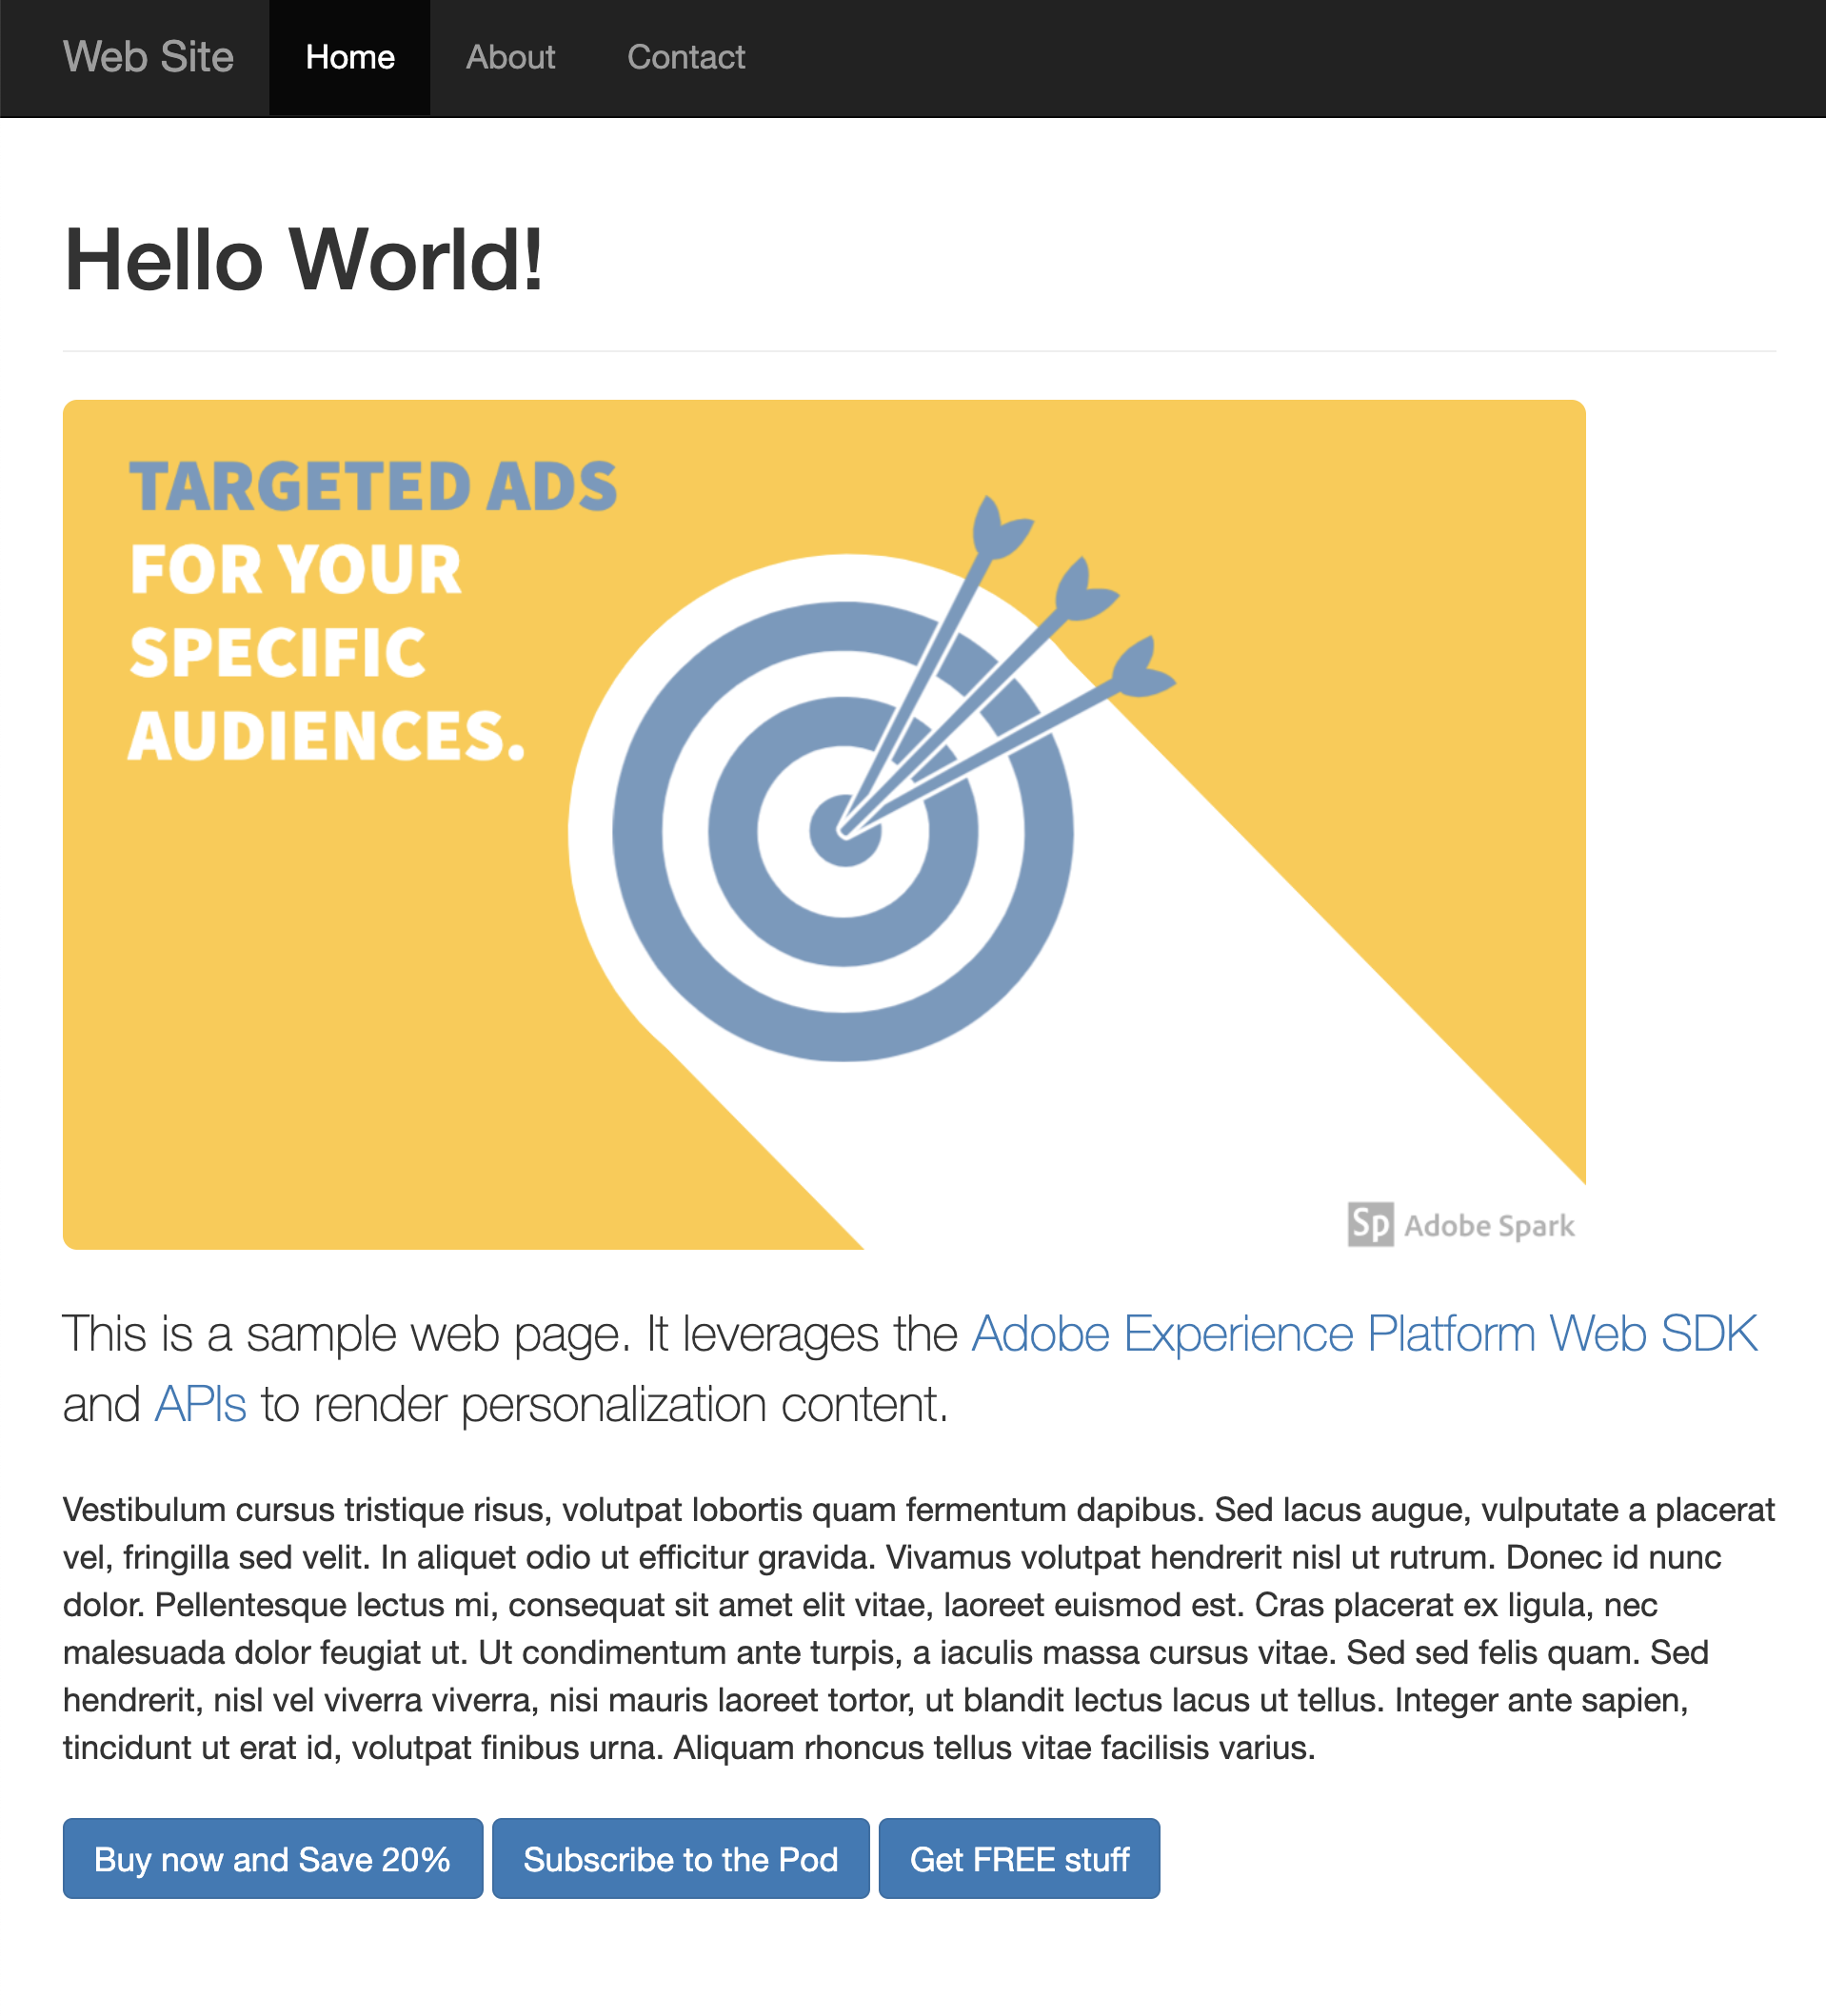 Web Site Home About Contact
Hello World!
TARGETED ADS
FOR YOUR
SPECIFIC
AUDIENCES.
Sp Adobe Spark
This is a sample web page. It leverages the Adobe Experience Platform Web SDK
and APIs to render personalization content.
Vestibulum cursus tristique risus, volutpat lobortis quam fermentum dapibus. Sed lacus augue, vulputate a placerat
vel, fringilla sed velit. In aliquet odio ut efficitur gravida. Vivamus volutpat hendrerit nisl ut rutrum. Donec id nunc
dolor. Pellentesque lectus mi, consequat sit amet elit vitae, laoreet euismod est. Cras placerat ex ligula, nec
malesuada dolor feugiat ut. Ut condimentum ante turpis, a iaculis massa cursus vitae. Sed sed felis quam. Sed
hendrerit, nisl vel viverra viverra, nisi mauris laoreet tortor, ut blandit lectus lacus ut tellus. Integer ante sapien,
tincidunt ut erat id, volutpat finibus urna. Aliquam rhoncus tellus vitae facilisis varius.
Buy now and Save 20% Subscribe to the Pod Get FREE stuff